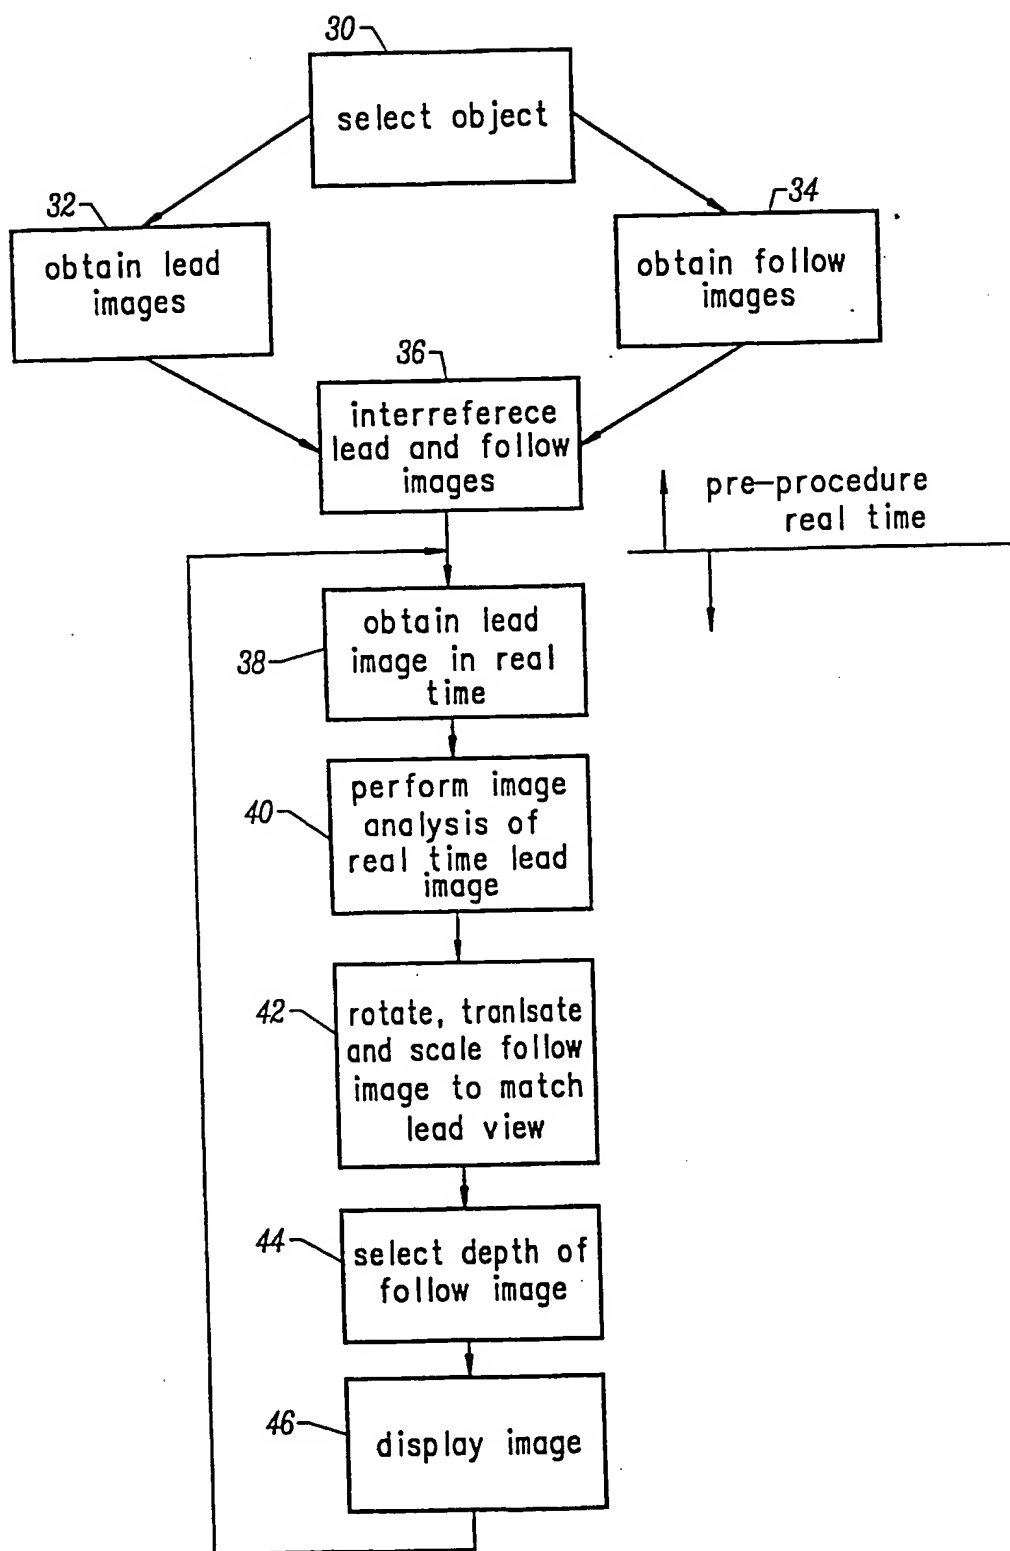 30
select object
32
obtain lead
images
34
obtain follow
images
36
interreferece
lead and follow
images
pre-procedure
real time
38
obtain lead
image in real
time
40
perform image
analysis of
real time lead
image
42
rotate, tranlsate
and scale follow
image to match
lead view
44
select depth of
follow image
46
display image